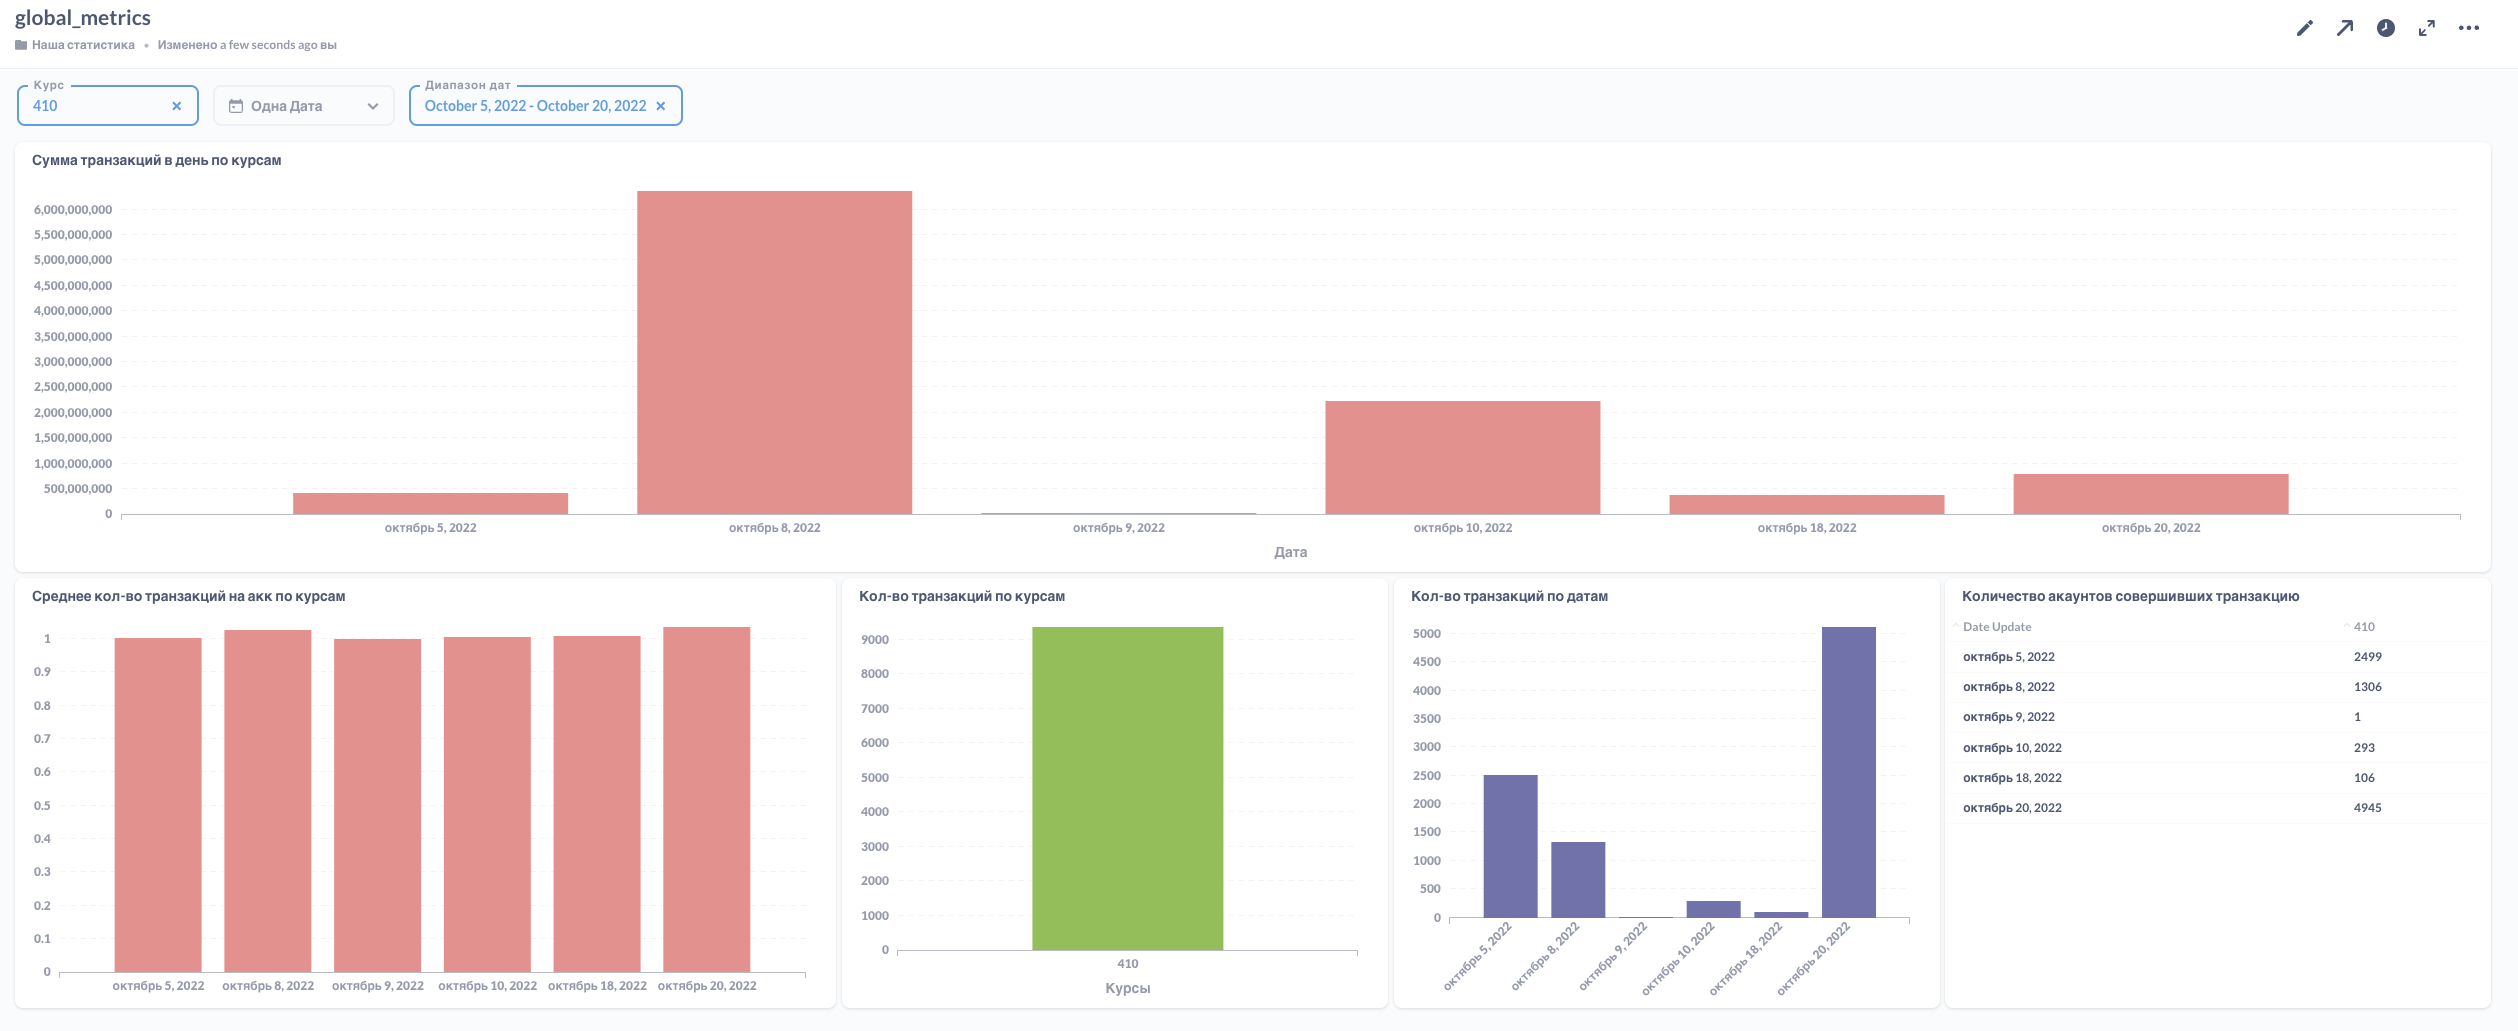 global_metrics
Наша статистика • Изменено a few seconds ago вы
Курс
410
Одна Дата
Диапазон дат
October 5, 2022 - October 20, 2022
Сумма транзакций в день по курсам
6,000,000,000
5,500,000,000
5,000,000,000
4,500,000,000
4,000,000,000
3,500,000,000
3,000,000,000
2,500,000,000
2,000,000,000
1,500,000,000
1,000,000,000
500,000,000
0
октябрь 5, 2022 октябрь 8, 2022 октябрь 9, 2022 октябрь 10, 2022 октябрь 18, 2022 октябрь 20, 2022
Дата
Среднее кол-во транзакций на акк по курсам
1
0.9
0.8
0.7
0.6
0.5
0.4
0.3
0.2
0.1
0
октябрь 5, 2022 октябрь 8, 2022 октябрь 9, 2022 октябрь 10, 2022 октябрь 18, 2022 октябрь 20, 2022
Кол-во транзакций по курсам
9000
8000
7000
6000
5000
4000
3000
2000
1000
0
410
Курсы
Кол-во транзакций по датам
5000
4500
4000
3500
3000
2500
2000
1500
1000
500
0
октябрь 5, 2022
октябрь 8, 2022
октябрь 9, 2022
октябрь 10, 2022
октябрь 18, 2022
октябрь 20, 2022
Количество акаунтов совершивших транзакцию
Date Update 410
октябрь 5, 2022 2499
октябрь 8, 2022 1306
октябрь 9, 2022 1
октябрь 10, 2022 293
октябрь 18, 2022 106
октябрь 20, 2022 4945